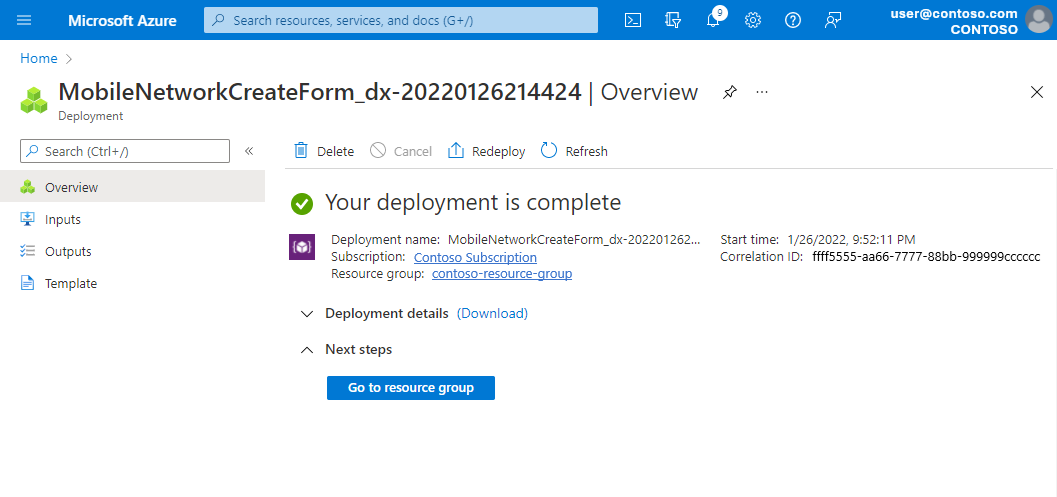 Microsoft Azure
Search resources, services, and docs (G+/)
9
user@contoso.com
CONTOSO
Home
MobileNetworkCreateForm_dx-20220126214424 | Overview
...
Deployment
Search (Ctrl+/)
Delete
Cancel
Redeploy
Refresh
Overview
Inputs
Outputs
Template
Your deployment is complete
Deployment name: MobileNetworkCreateForm_dx-202201262...
Subscription: Contoso Subscription
Resource group: contoso-resource-group
Start time: 1/26/2022, 9:52:11 PM
Correlation ID: ffff5555-aa66-7777-88bb-999999cccccc
Deployment details (Download)
Next steps
Go to resource group